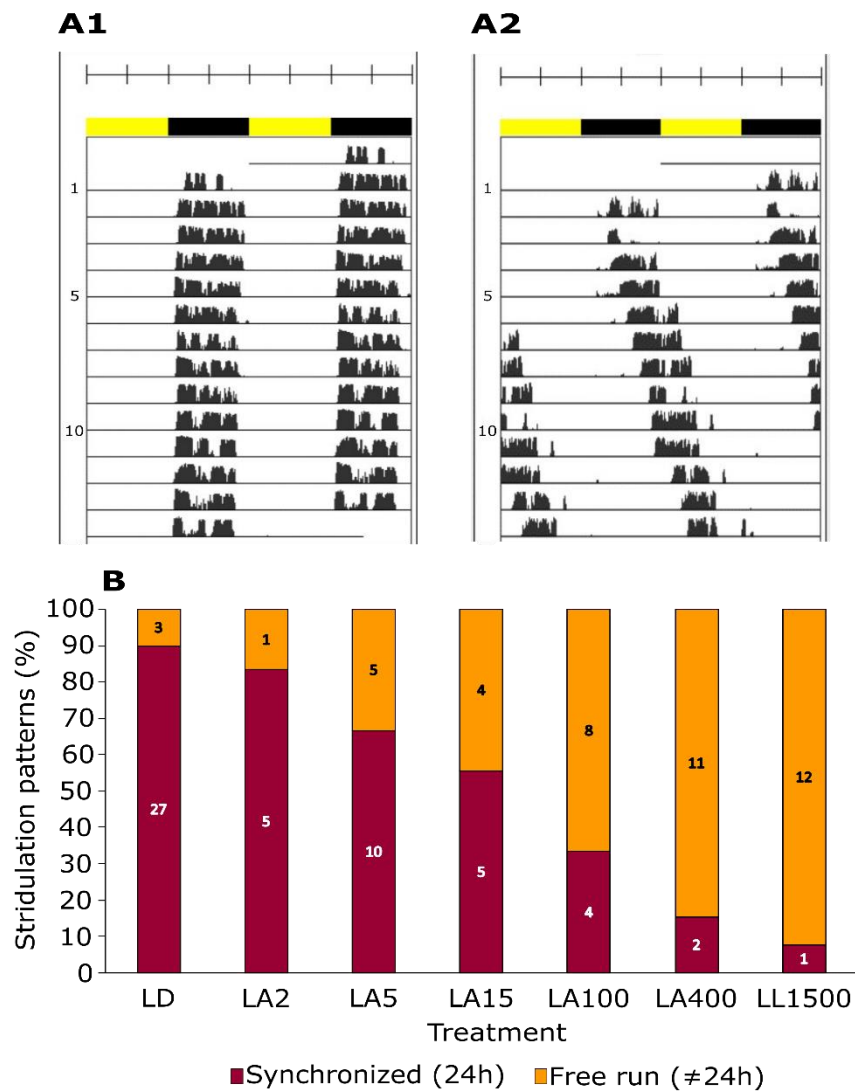 A1 A2
1 1
5 5
10 10
B
Stridulation patterns (%)
100
90
80
70
60
50
40
30
20
10
0
3 1 5 4 8 11 12
27 5 10 5 4 2 1
LD LA2 LA5 LA15 LA100 LA400 LL1500
Treatment
Synchronized (24h) Free run (≠24h)